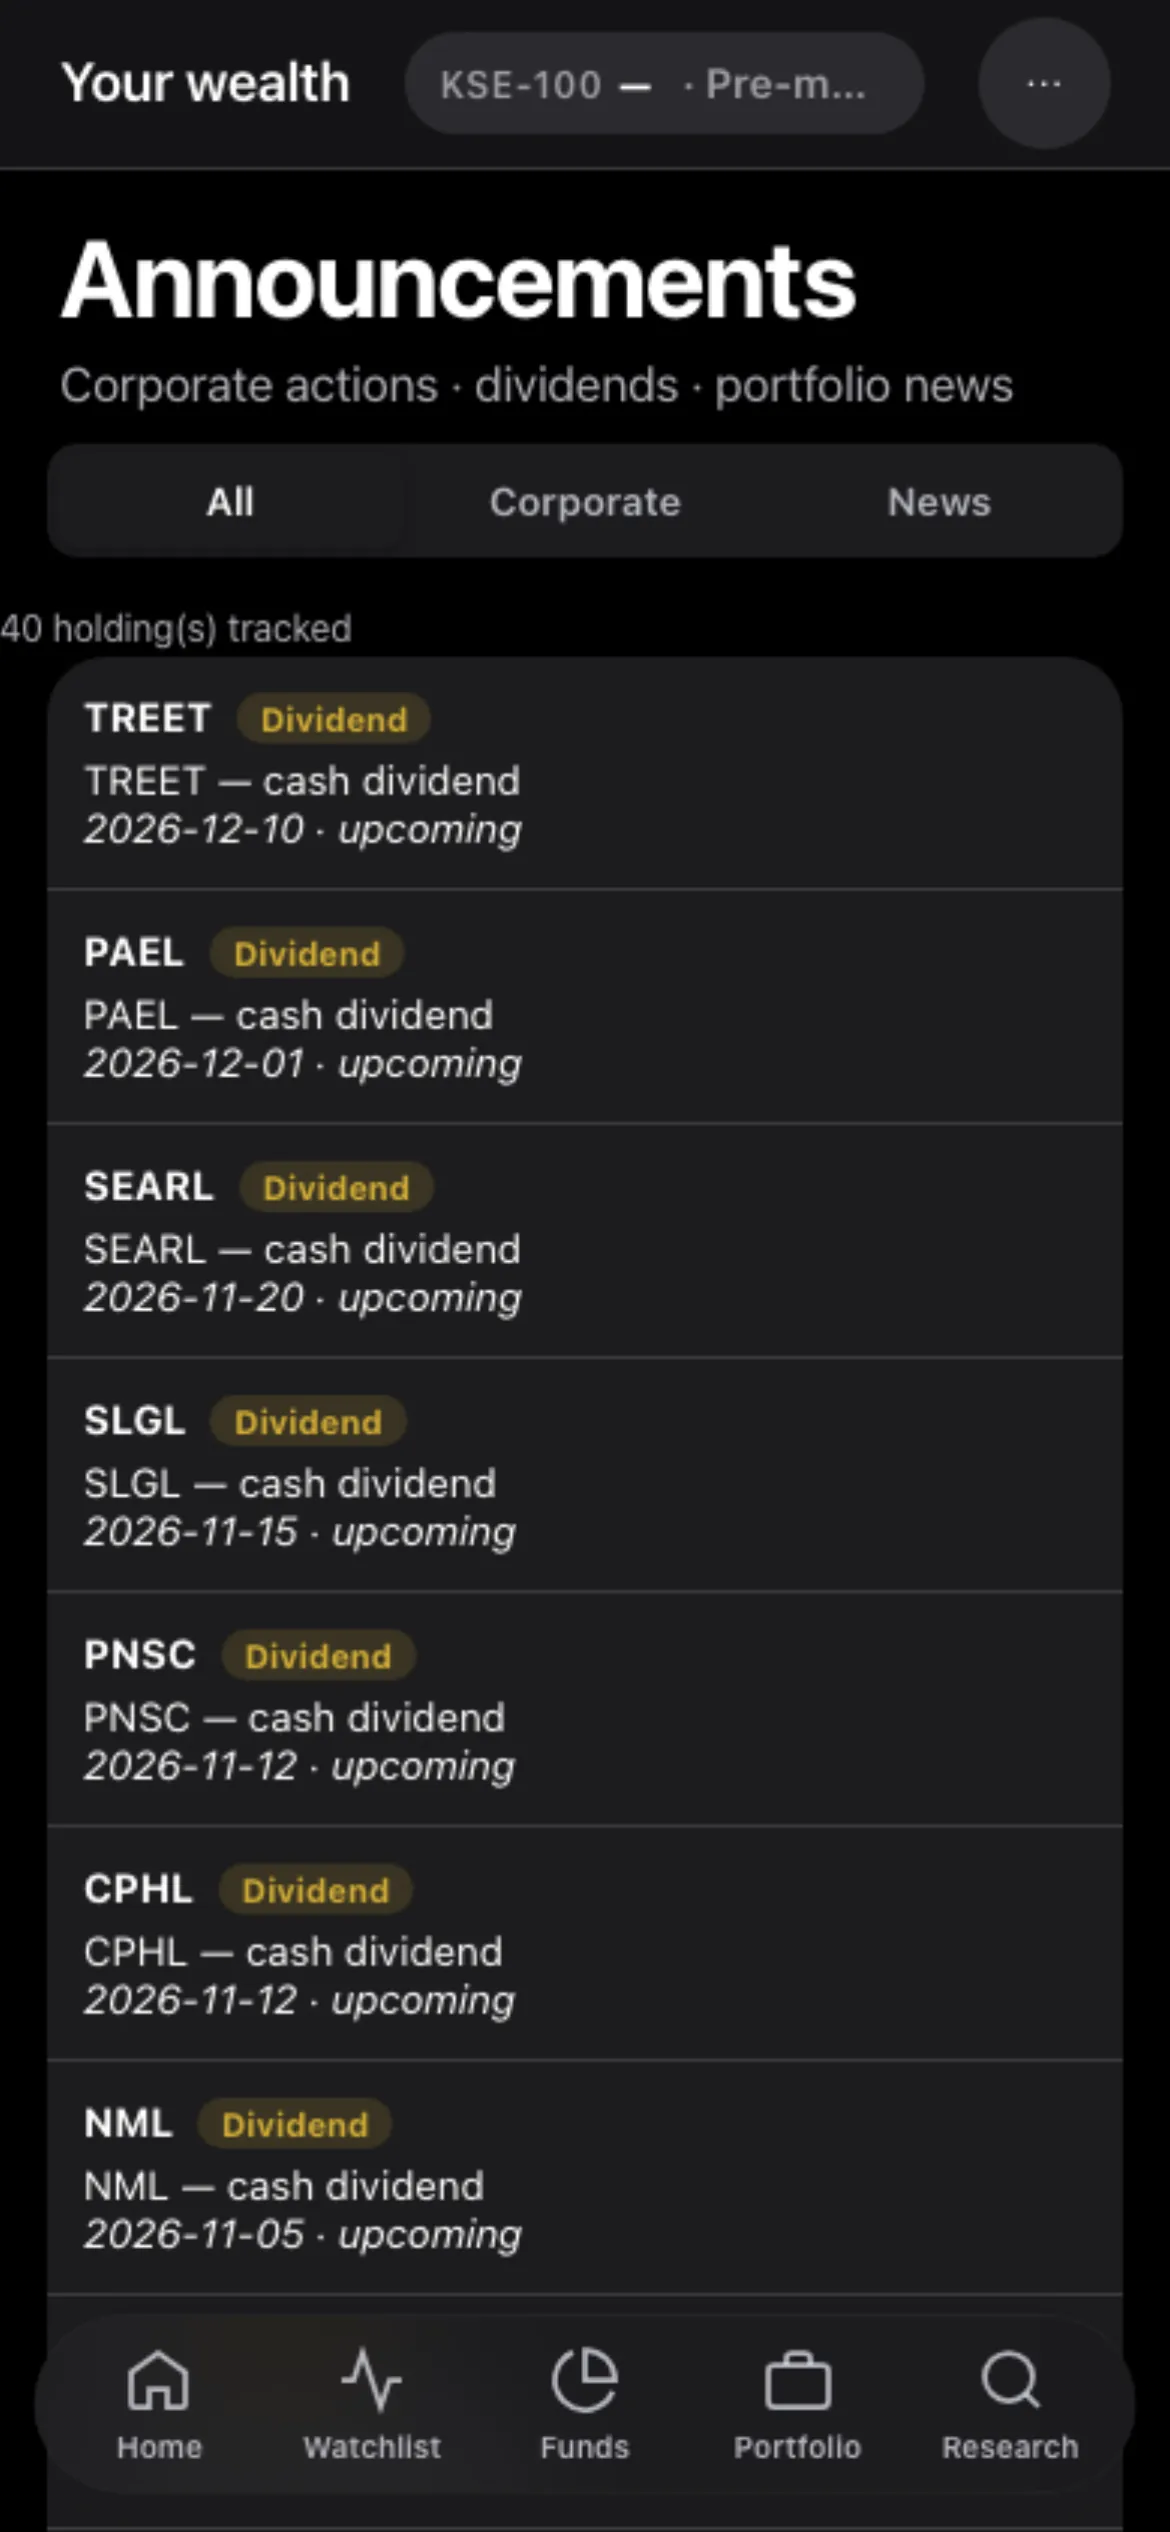 Your wealth
KSE-100 — · Pre-m...
...
Announcements
Corporate actions · dividends · portfolio news
All
Corporate
News
40 holding(s) tracked
TREET Dividend
TREET — cash dividend
2026-12-10 · upcoming
PAEL Dividend
PAEL — cash dividend
2026-12-01 · upcoming
SEARL Dividend
SEARL — cash dividend
2026-11-20 · upcoming
SLGL Dividend
SLGL — cash dividend
2026-11-15 · upcoming
PNSC Dividend
PNSC — cash dividend
2026-11-12 · upcoming
CPHL Dividend
CPHL — cash dividend
2026-11-12 · upcoming
NML Dividend
NML — cash dividend
2026-11-05 · upcoming
Home
Watchlist
Funds
Portfolio
Research